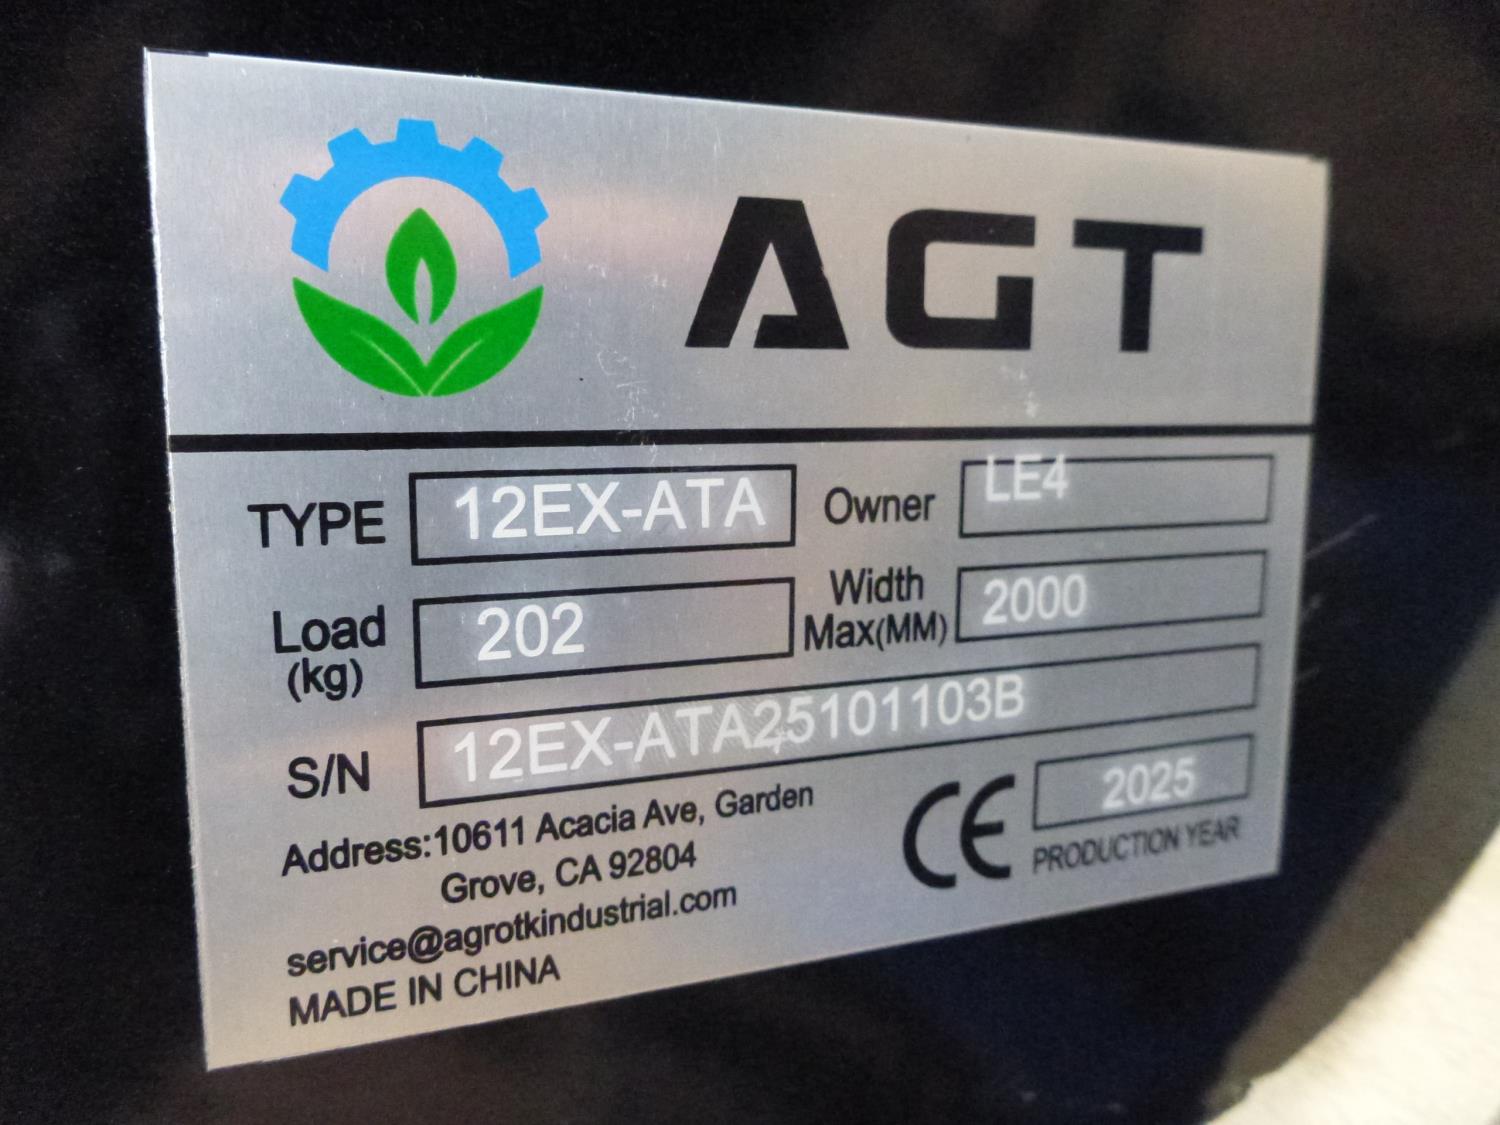 AGT
TYPE 12EX-ATA Owner LE4
Load (kg) 202 Width Max(MM) 2000
S/N 12EX-ATA25101103B
Address:10611 Acacia Ave, Garden
Grove, CA 92804
service@agrotkindustrial.com
MADE IN CHINA
CE 2025
PRODUCTION YEAR